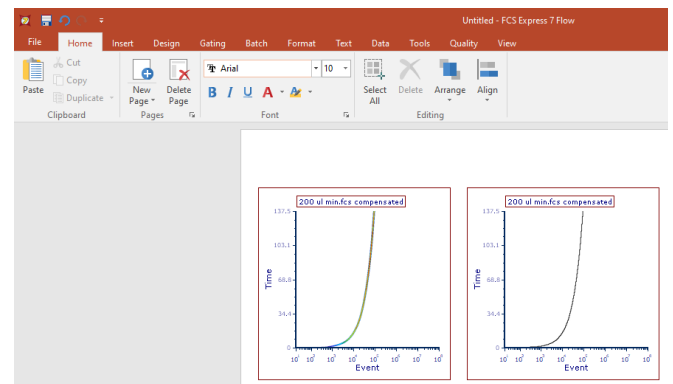 Untitled - FCS Express 7 Flow
File Home Insert Design Gating Batch Format Text Data Tools Quality View
Paste
Cut
Copy
Duplicate
New Page
Delete Page
Arial 10
B I U A
Select All
Delete
Arrange
Align
Clipboard Pages Font Editing
200 ul min.fcs compensated
137.5
103.1
68.8
34.4
0
Time
Event
200 ul min.fcs compensated
137.5
103.1
68.8
34.4
0
Time
Event